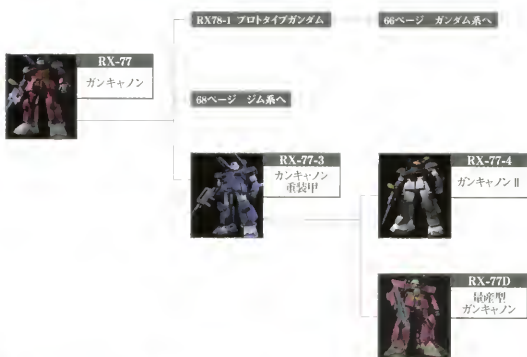 RX78-1 プロトタイプガンダム
66ページ ガンダム系へ
RX-77
ガンキャノン
68ページ ジム系へ
RX-77-3
ガンキャノン
重装甲
RX-77-4
ガンキャノンⅡ
RX-77D
量産型
ガンキャノン